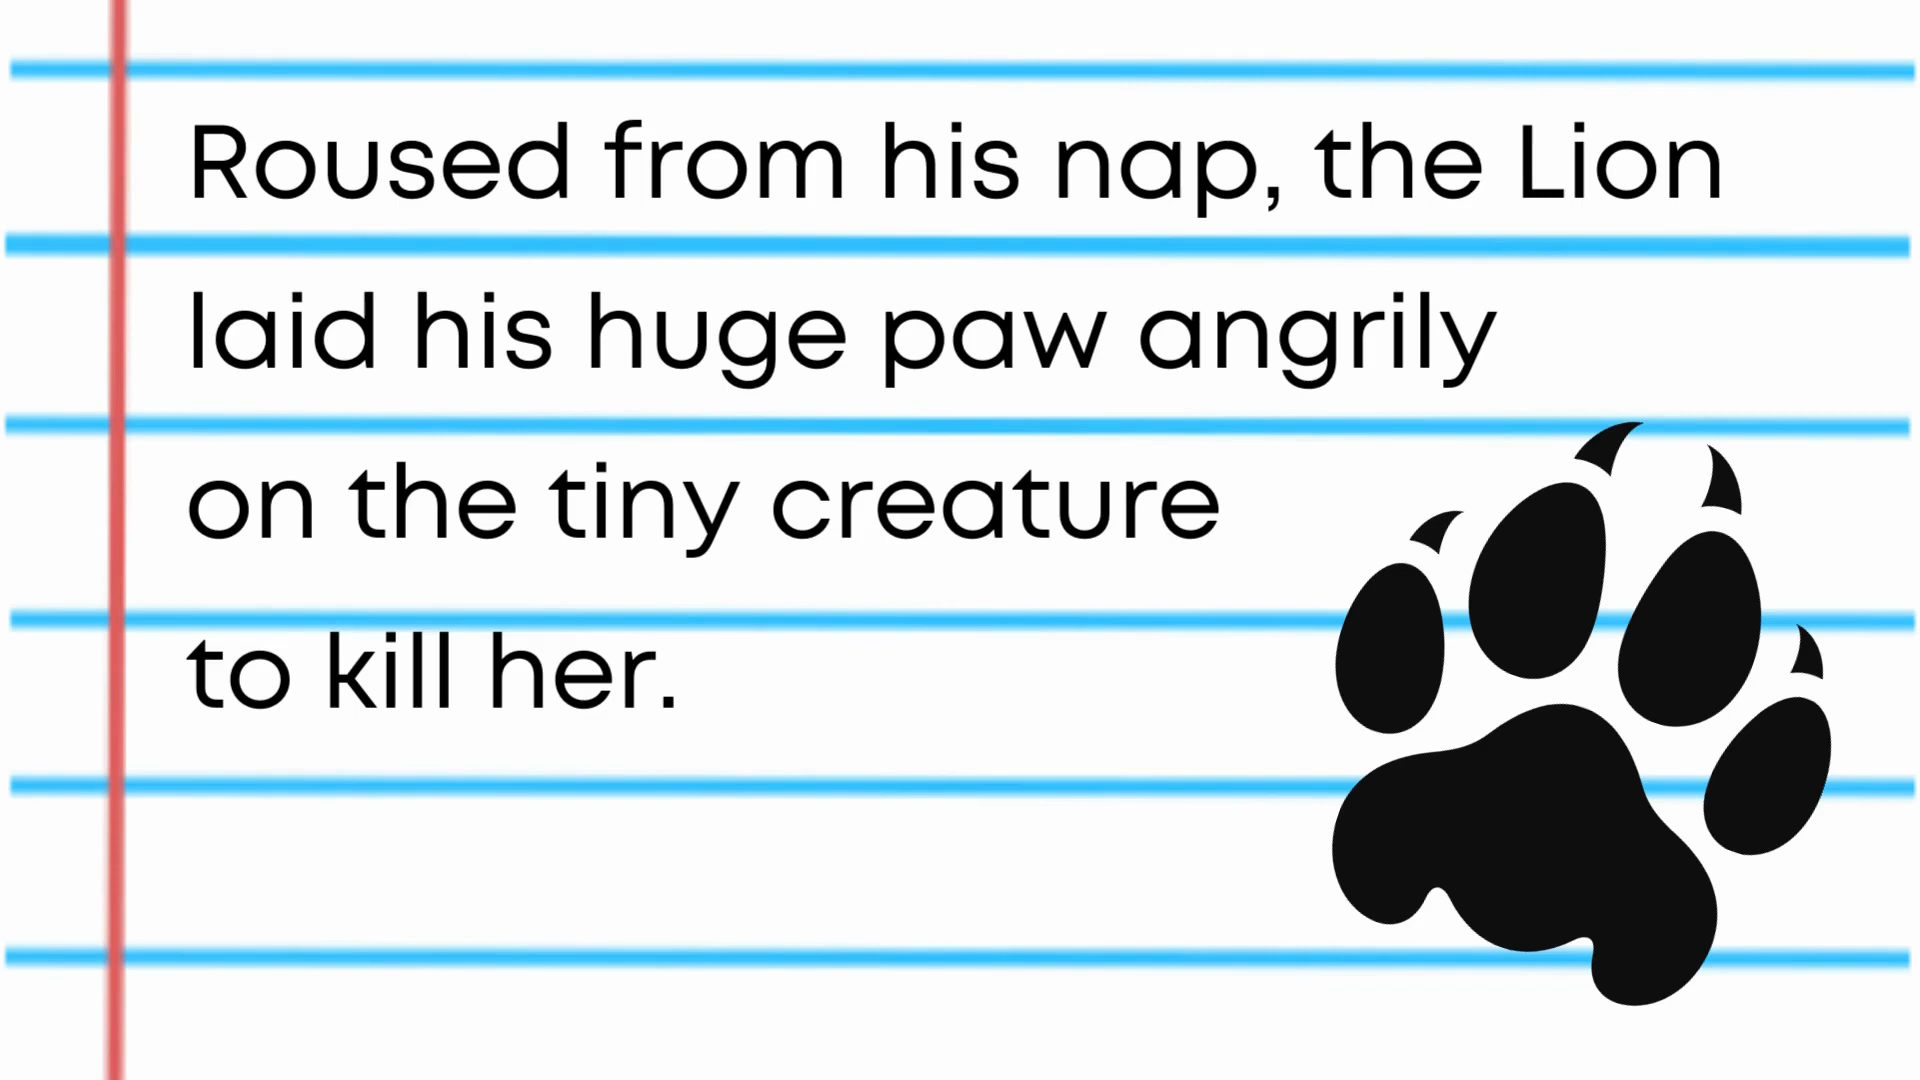 Roused from his nap, the Lion
laid his huge paw angrily
on the tiny creature
to kill her.